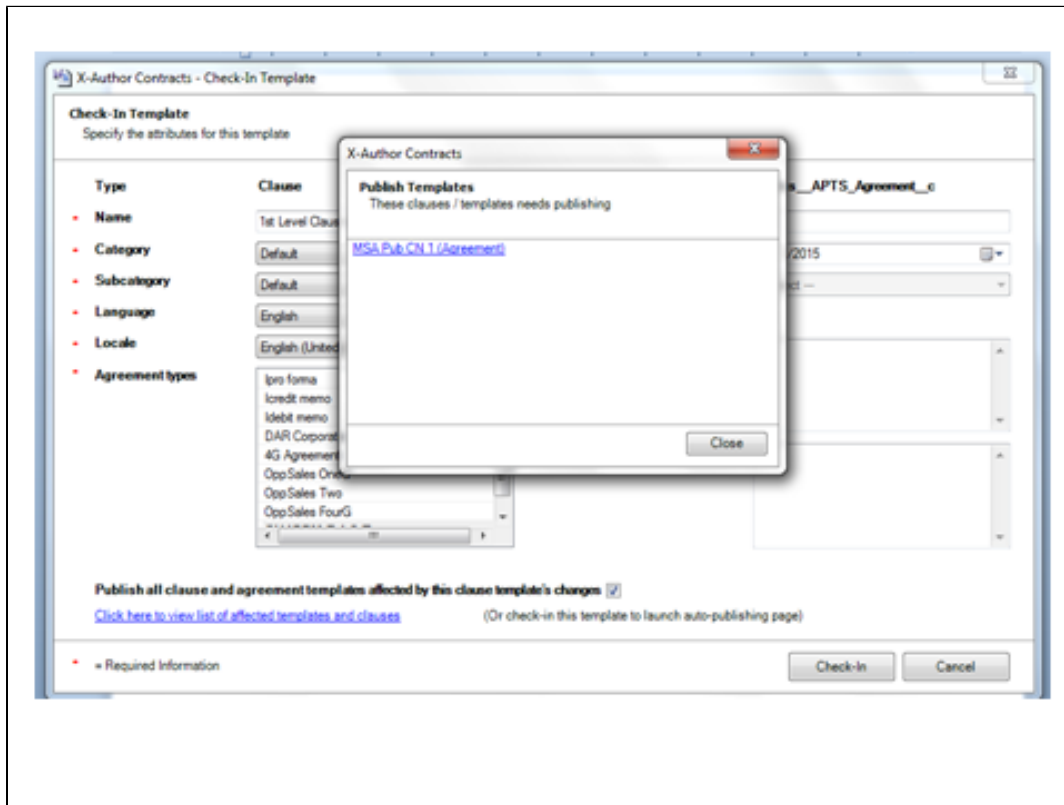 X-Author Contracts - Check-In Template
Check-In Template
Specify the attributes for this template
X-Author Contracts
Publish Templates
These clauses / templates needs publishing
MSA Pub CN 1 (Agreement)
Close
Type Clause s__APTS_Agreement__c
* Name 1st Level Claus
* Category Default /2015
* Subcategory Default ect --
* Language English
* Locale English (United
* Agreement types
Ipro forma
Icredit memo
Idebit memo
DAR Corporat
4G Agreement
OppSales OneG
OppSales Two
OppSales FourG
Publish all clause and agreement templates affected by this clause template's changes
Click here to view list of affected templates and clauses (Or check-in this template to launch auto-publishing page)
* = Required Information Check-In Cancel